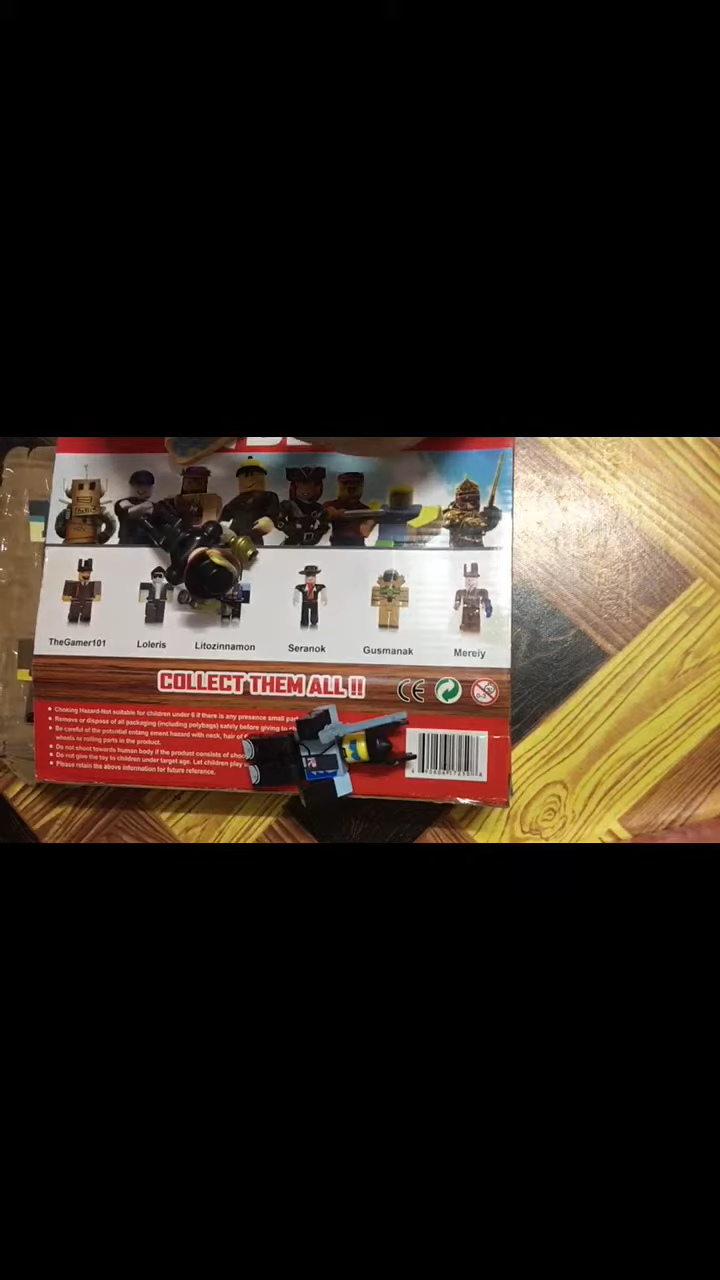 TheGamer101 Loleris Litozinnamon Seranok Gusmanak Mereiy
COLLECT THEM ALL !!
CE
0-3
• Choking Hazard-Not suitable for children under 6 if there is any presence small
• Remove or dispose of all packaging (including polybags) safely before giving to
• Be careful of the potential entang ement hazard with neck, hair of
wheels or rolling parts in the product.
• Do not shoot towards human body if the product consists of
• Do not give the toy to children under target age. Let children play
• Please retain the above information for future reference.